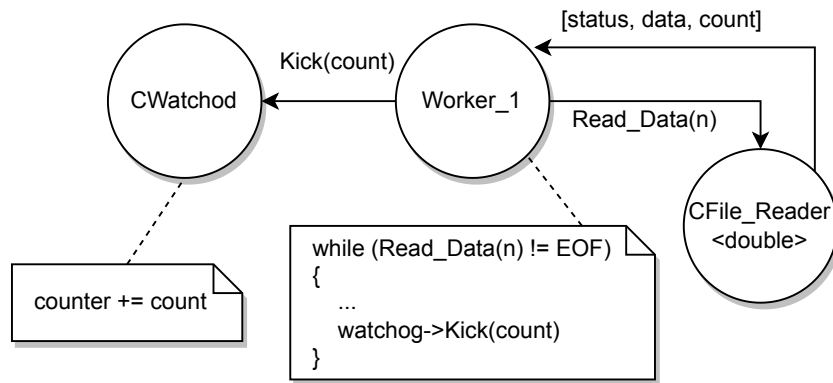 [status, data, count]
Kick(count)
CWatchod
Worker_1
Read_Data(n)
CFile_Reader
<double>
counter += count
while (Read_Data(n) != EOF)
{
...
watchog->Kick(count)
}